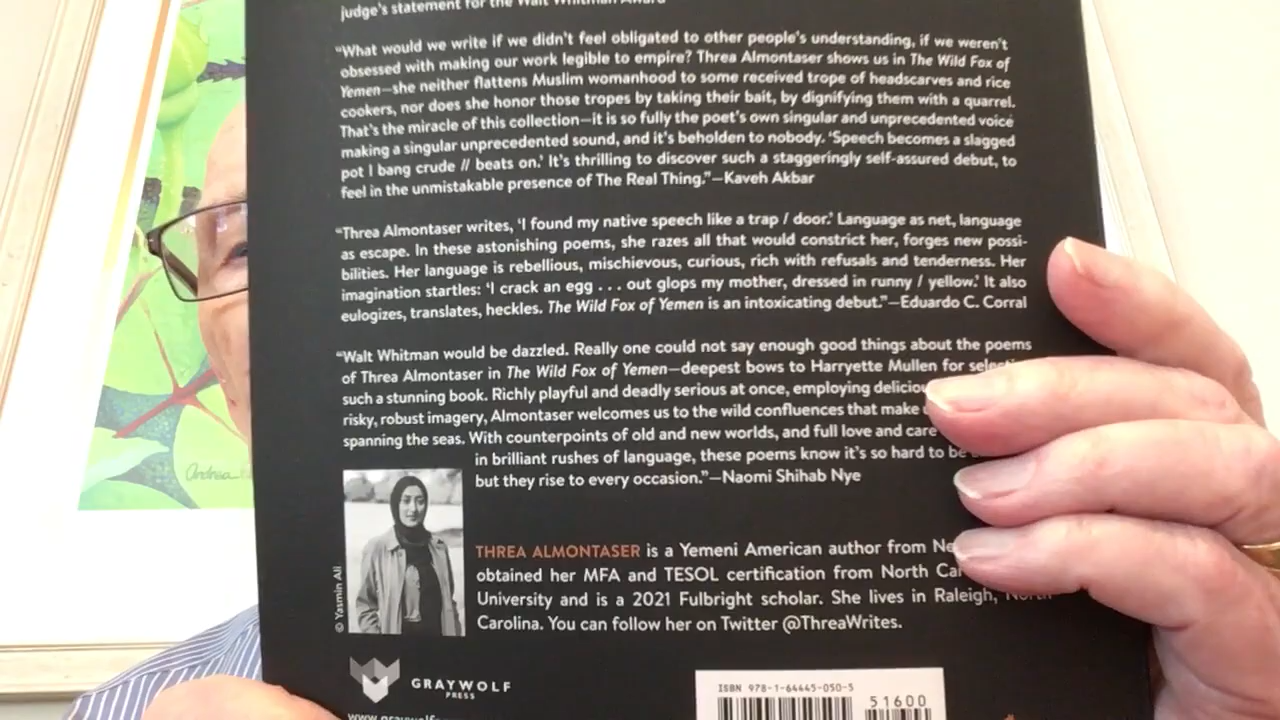 judge's statement for the Walt Whitman Award
"What would we write if we didn't feel obligated to other people's understanding, if we weren't
obsessed with making our work legible to empire? Threa Almontaser shows us in The Wild Fox of
Yemen—she neither flattens Muslim womanhood to some received trope of headscarves and rice
cookers, nor does she honor those tropes by taking their bait, by dignifying them with a quarrel.
That's the miracle of this collection—it is so fully the poet's own singular and unprecedented voice
making a singular unprecedented sound, and it's beholden to nobody. 'Speech becomes a slagged
pot I bang crude // beats on.' It's thrilling to discover such a staggeringly self-assured debut, to
feel in the unmistakable presence of The Real Thing."—Kaveh Akbar
"Threa Almontaser writes, 'I found my native speech like a trap / door.' Language as net, language
as escape. In these astonishing poems, she razes all that would constrict her, forges new possi-
bilities. Her language is rebellious, mischievous, curious, rich with refusals and tenderness. Her
imagination startles: 'I crack an egg . . . out glops my mother, dressed in runny / yellow.' It also
eulogizes, translates, heckles. The Wild Fox of Yemen is an intoxicating debut."—Eduardo C. Corral
"Walt Whitman would be dazzled. Really one could not say enough good things about the poems
of Threa Almontaser in The Wild Fox of Yemen—deepest bows to Harryette Mullen for
such a stunning book. Richly playful and deadly serious at once, employing
risky, robust imagery, Almontaser welcomes us to the wild confluences that make
spanning the seas. With counterpoints of old and new worlds, and full love and care
in brilliant rushes of language, these poems know it's so hard to be
but they rise to every occasion."—Naomi Shihab Nye
THREA ALMONTASER is a Yemeni American author from
obtained her MFA and TESOL certification from North
University and is a 2021 Fulbright scholar. She lives in Raleigh, North
Carolina. You can follow her on Twitter @ThreaWrites.
© Yasmin Ali
GRAYWOLF
PRESS
ISBN 978-1-64445-050-5
51600
Andrea